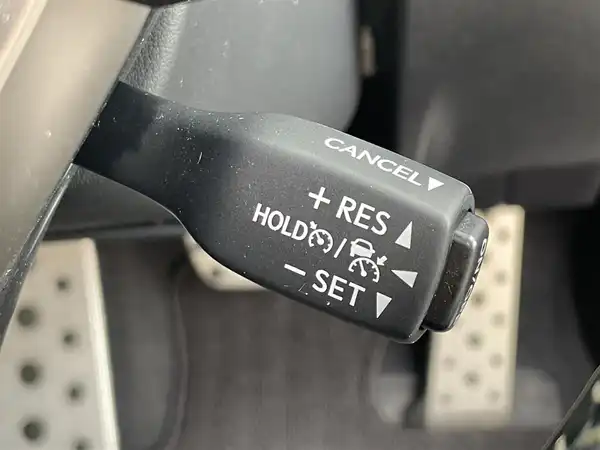 CANCEL▼
+ RES ▲
HOLD / ◀
− SET ▼